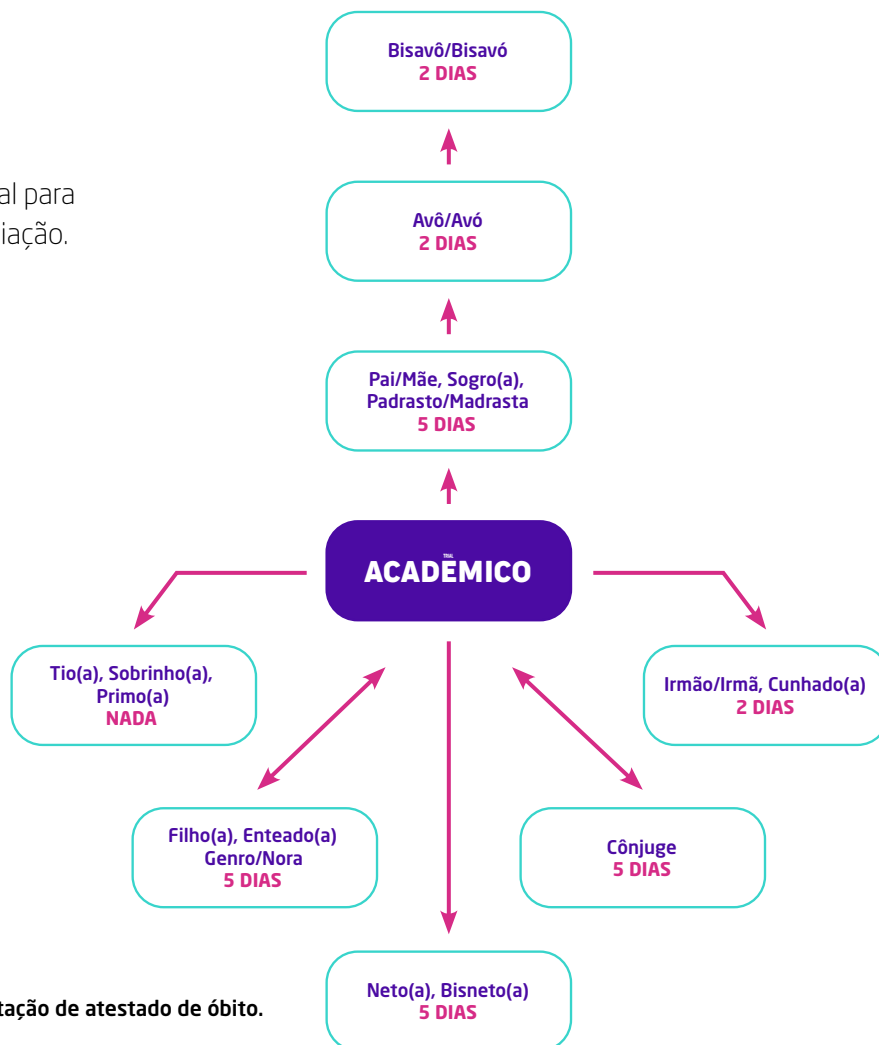 Bisavô/Bisavó
2 DIAS
al para
iação.
Avô/Avó
2 DIAS
Pai/Mãe, Sogro(a),
Padrasto/Madrasta
5 DIAS
TRIAL
ACADÊMICO
Tio(a), Sobrinho(a),
Primo(a)
NADA
Irmão/Irmã, Cunhado(a)
2 DIAS
Filho(a), Enteado(a)
Genro/Nora
5 DIAS
Cônjuge
5 DIAS
Neto(a), Bisneto(a)
5 DIAS
tação de atestado de óbito.